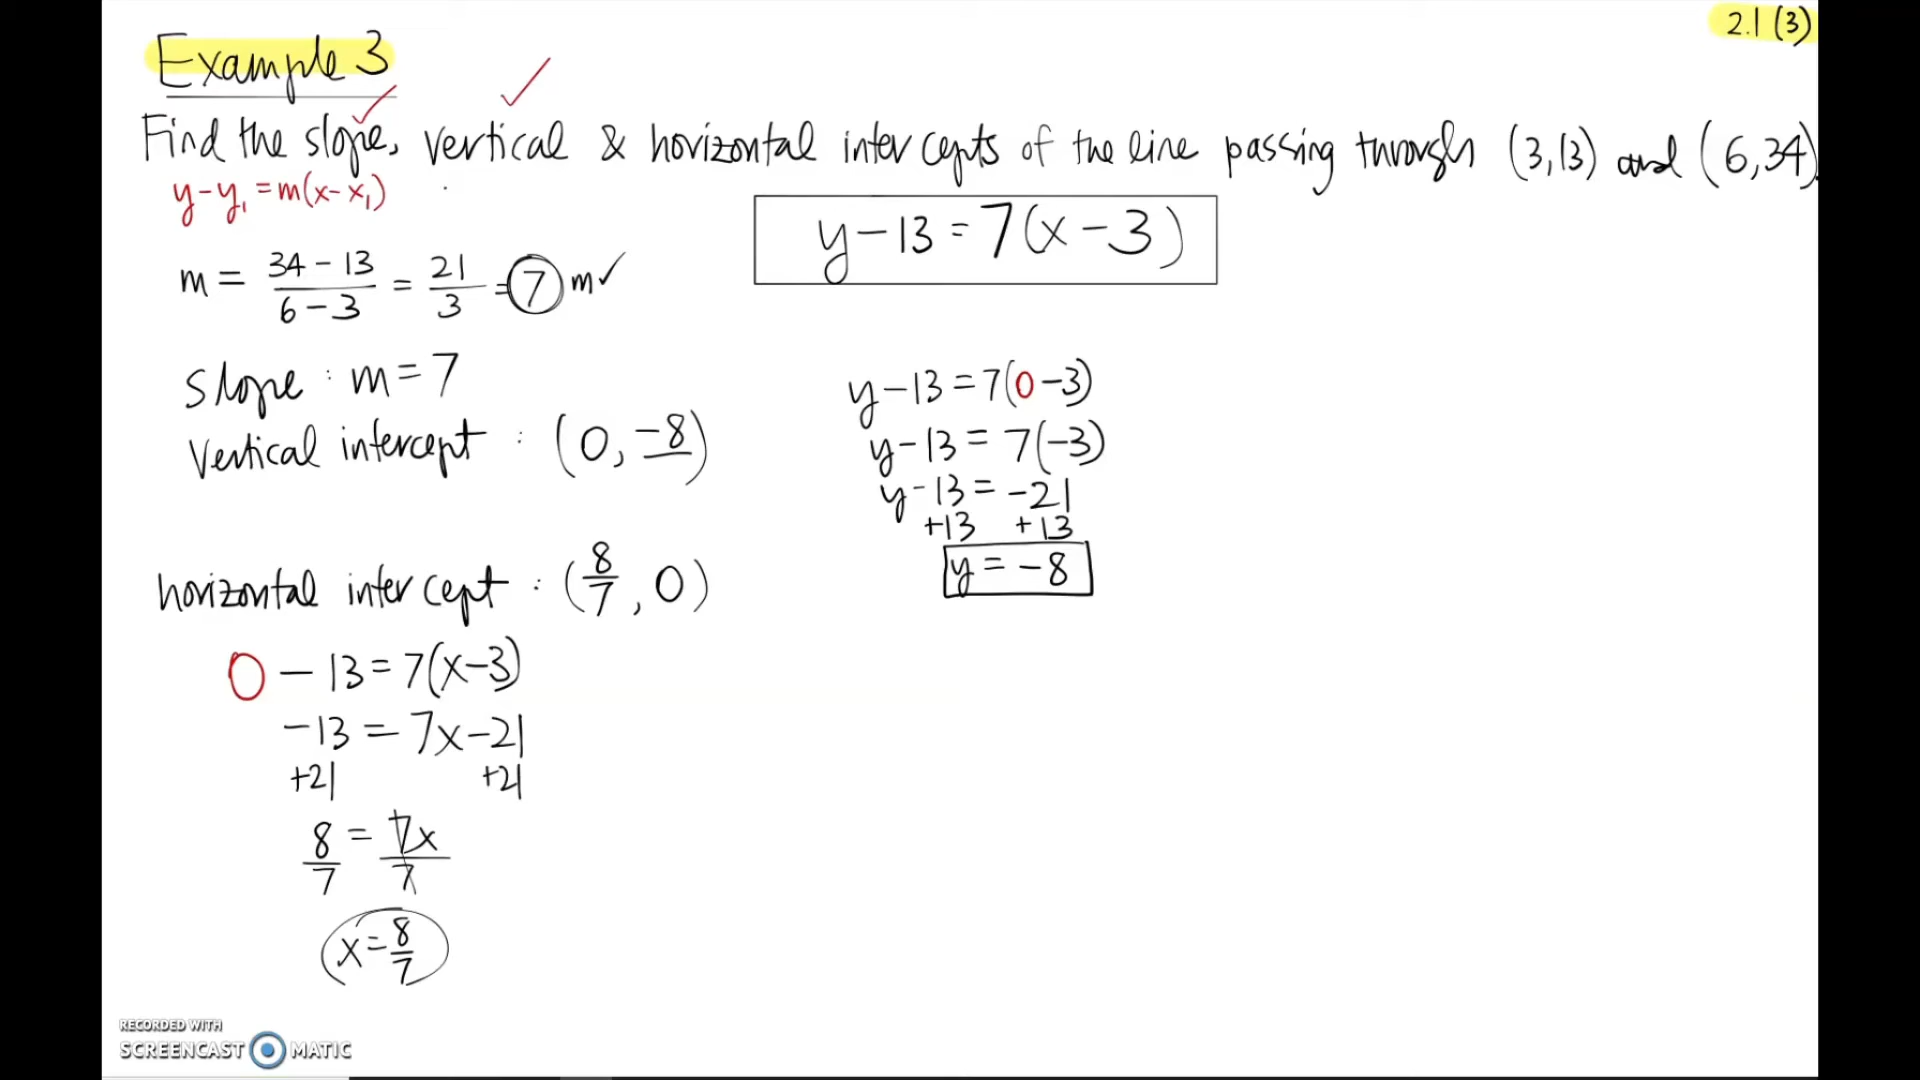 2.1 (3)
Example 3
Find the slope, vertical & horizontal intercepts of the line passing through (3,13) and (6,34).
y-y₁ = m(x-x₁)
y-13 = 7(x-3)
m = 34-13 / 6-3 = 21/3 = 7 m✓
slope : m = 7
vertical intercept : (0, -8)
y-13 = 7(0-3)
y-13 = 7(-3)
y-13 = -21
+13 +13
y = -8
horizontal intercept : (8/7, 0)
0 - 13 = 7(x-3)
-13 = 7x-21
+21 +21
8/7 = 7x/7
x = 8/7
RECORDED WITH
SCREENCAST MATIC